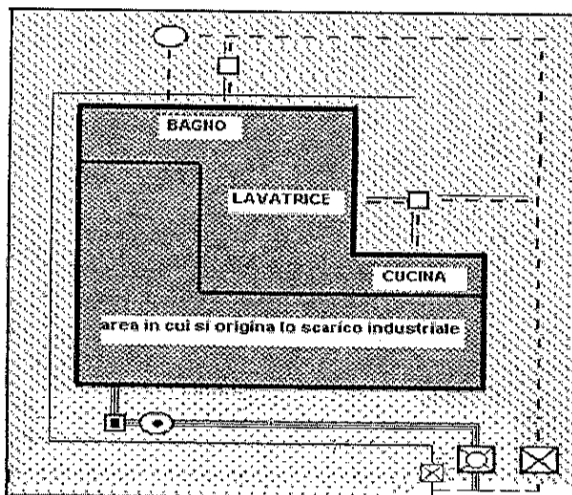 BAGNO
LAVATRICE
CUCINA
area in cui si origina lo scarico industriale